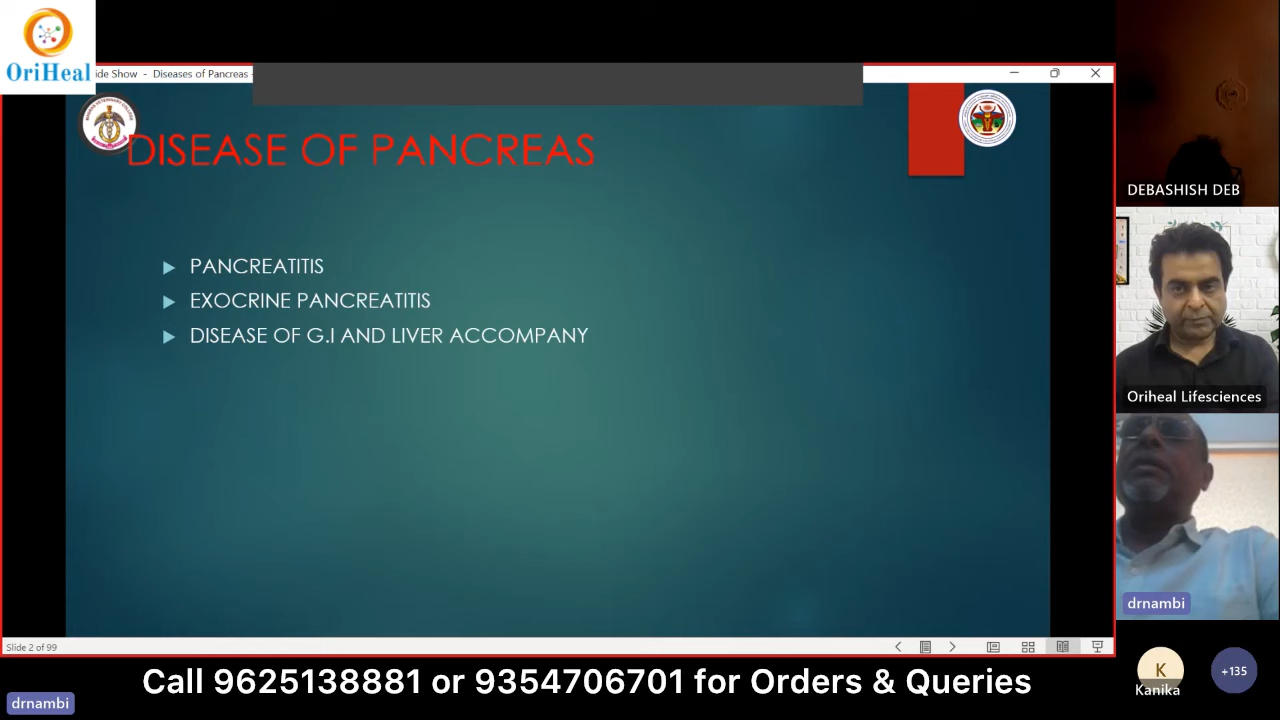 OriHeal
ide Show - Diseases of Pancreas -
DISEASE OF PANCREAS
PANCREATITIS
EXOCRINE PANCREATITIS
DISEASE OF G.I AND LIVER ACCOMPANY
Slide 2 of 99
DEBASHISH DEB
Oriheal Lifesciences
drnambi
K
Kanika
+135
Call 9625138881 or 9354706701 for Orders & Queries
drnambi